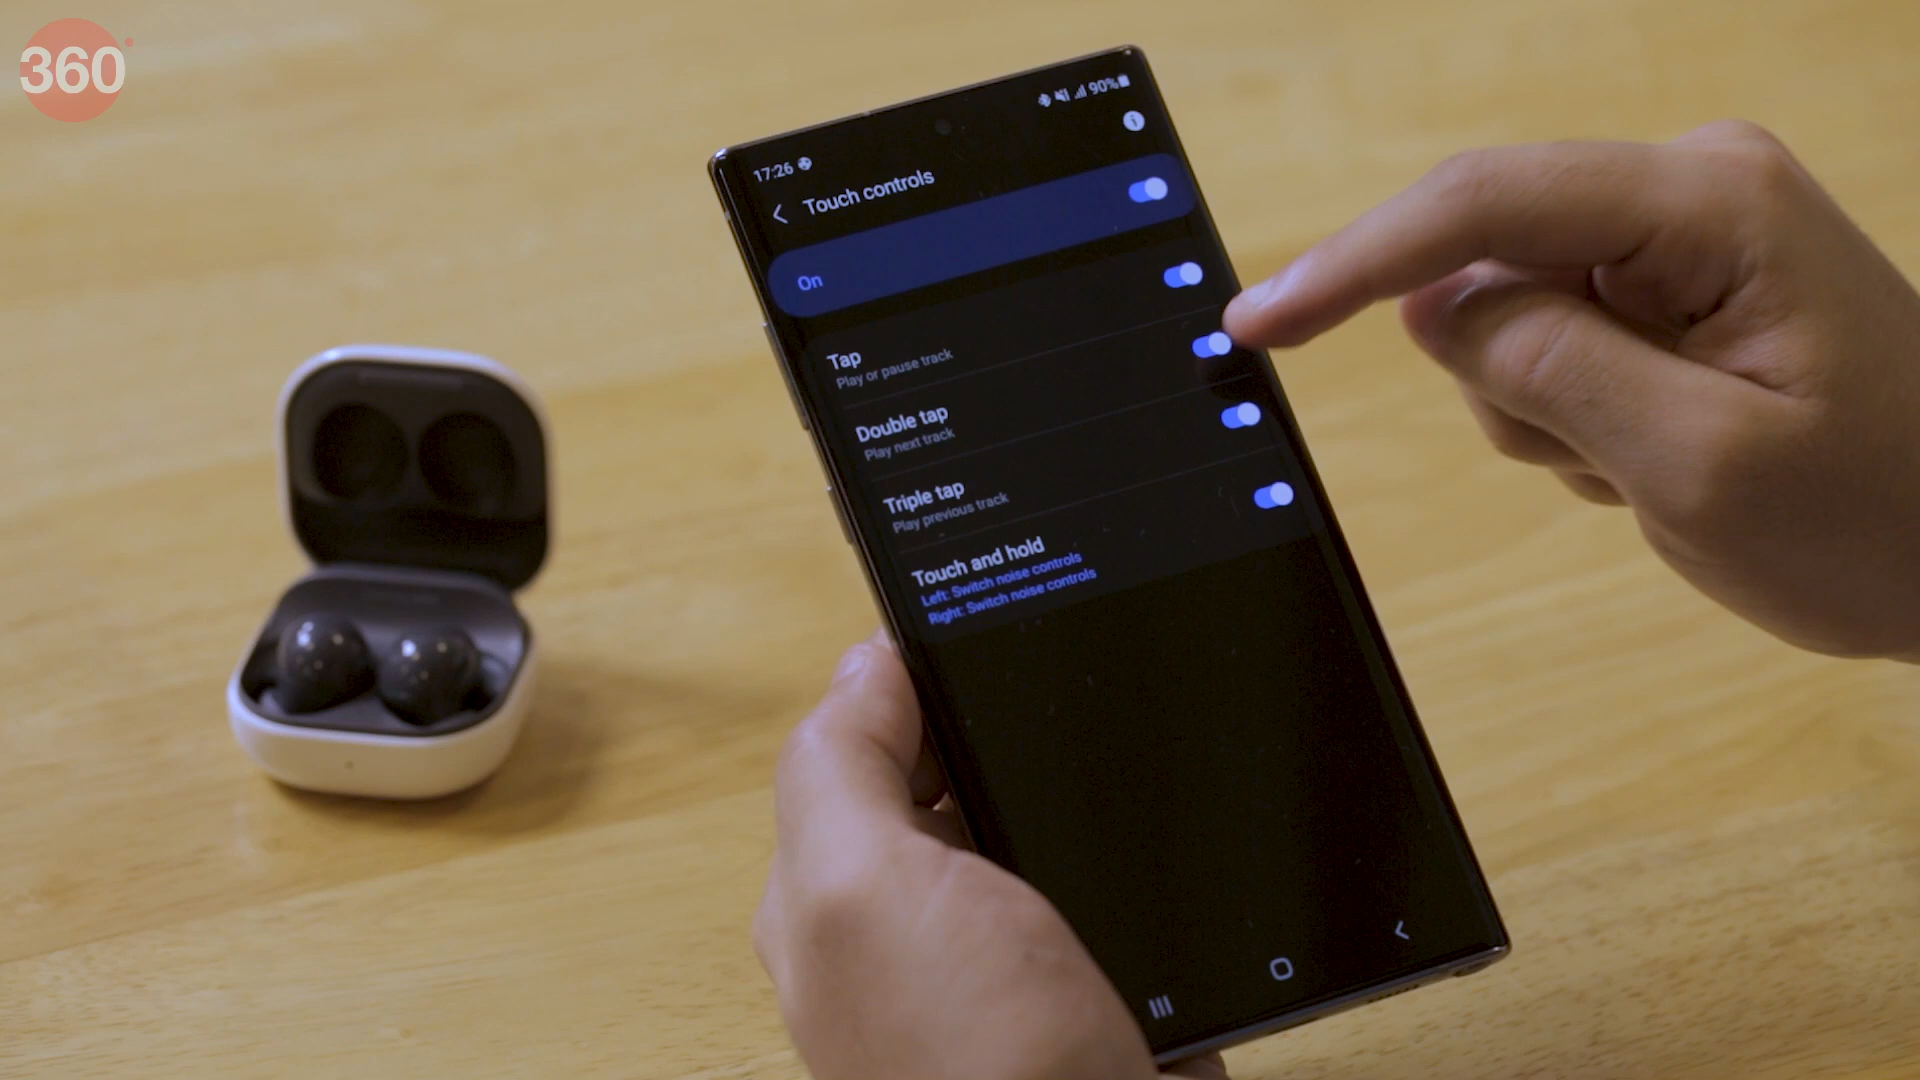 360
90%
17:26
Touch controls
On
Tap
Play or pause track
Double tap
Play next track
Triple tap
Play previous track
Touch and hold
Left: Switch noise controls
Right: Switch noise controls